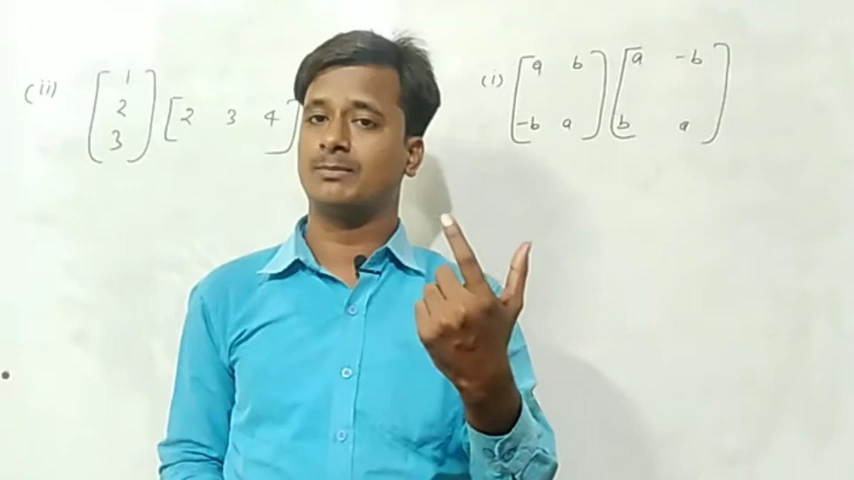 (ii) [1 2 3] [2 3 4]
(i) [a b -b a] [a -b b a]